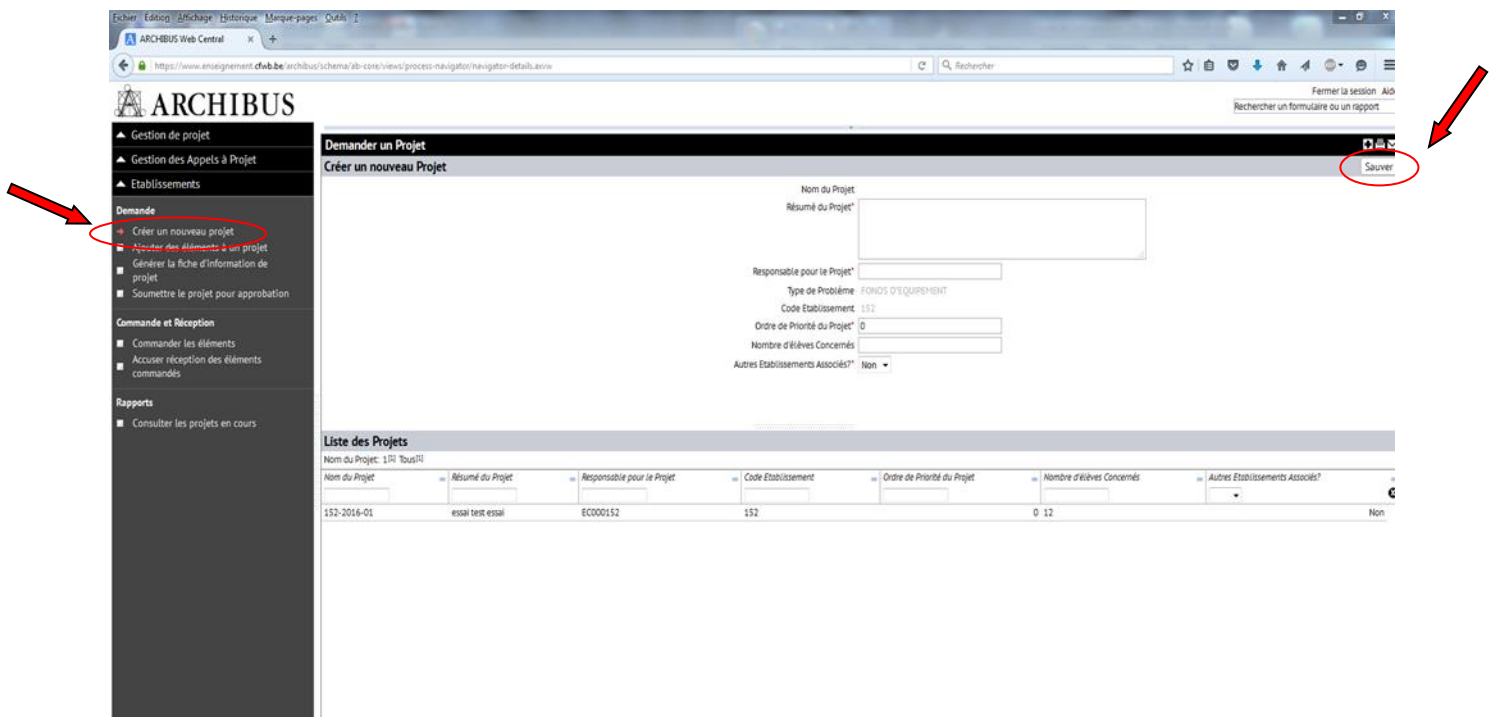 Fichier Édition Affichage Historique Marque-pages Outils ?
ARCHIBUS Web Central
https://www.enseignement.cfwb.be/archibus/schema/ab-core/views/process-navigator/navigator-details.axvw
Rechercher
ARCHIBUS
Fermer la session Aide
Rechercher un formulaire ou un rapport
Gestion de projet
Gestion des Appels à Projet
Etablissements
Demande
Créer un nouveau projet
Ajouter des éléments à un projet
Générer la fiche d'information de
projet
Soumettre le projet pour approbation
Commande et Réception
Commander les éléments
Accuser réception des éléments
commandés
Rapports
Consulter les projets en cours
Demander un Projet
Créer un nouveau Projet
Sauver
Nom du Projet
Résumé du Projet*
Responsable pour le Projet*
Type de Problème FONDS D'EQUIPEMENT
Code Etablissement 152
Ordre de Priorité du Projet* 0
Nombre d'élèves Concernés
Autres Etablissements Associés?* Non
Liste des Projets
Nom du Projet: 1[1] Tous[1]
Nom du Projet Résumé du Projet Responsable pour le Projet Code Etablissement Ordre de Priorité du Projet Nombre d'élèves Concernés Autres Etablissements Associés?
152-2016-01 essai test essai EC000152 152 0 12 Non